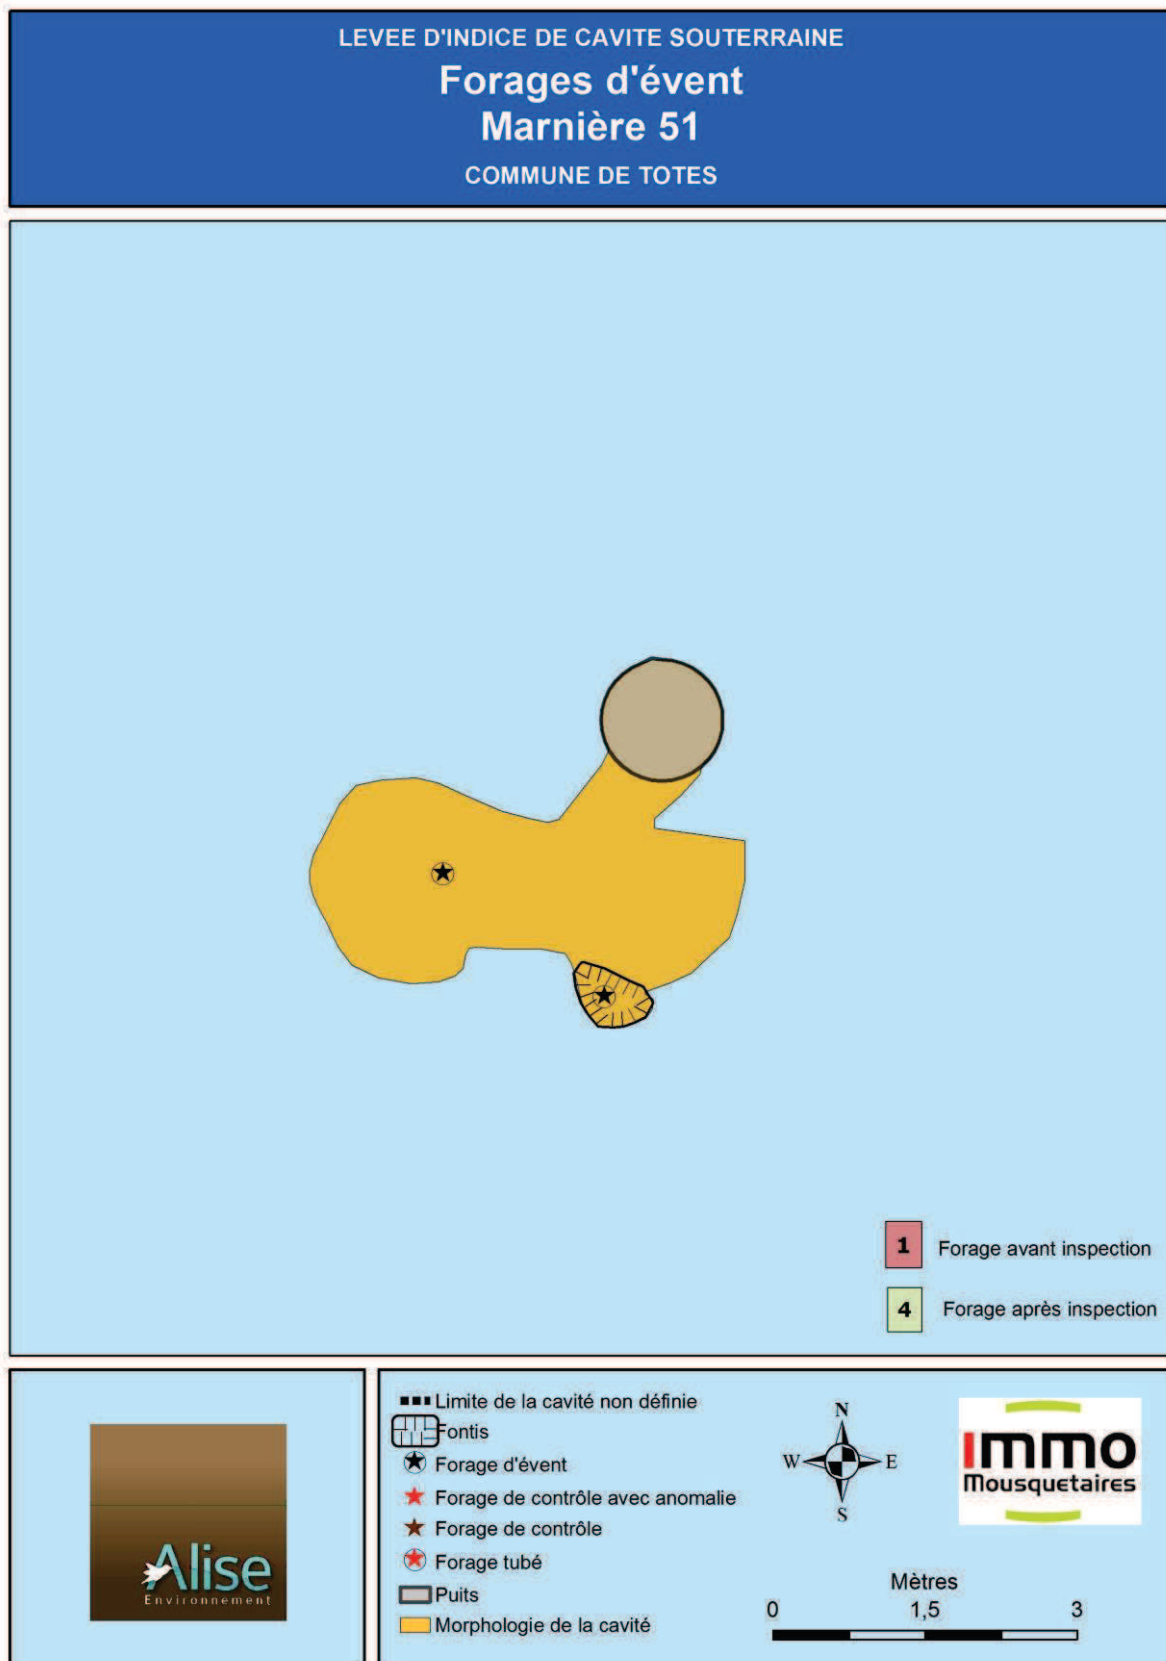 LEVEE D'INDICE DE CAVITE SOUTERRAINE
Forages d'évent
Marnière 51
COMMUNE DE TOTES
1 Forage avant inspection
4 Forage après inspection
Alise
Environnement
Limite de la cavité non définie
Fontis
Forage d'évent
Forage de contrôle avec anomalie
Forage de contrôle
Forage tubé
Puits
Morphologie de la cavité
N
W E
S
Immo
Mousquetaires
Mètres
0 1,5 3